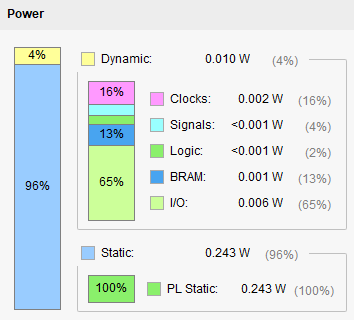 Power
4%
96%
Dynamic: 0.010 W (4%)
16%
13%
65%
Clocks: 0.002 W (16%)
Signals: <0.001 W (4%)
Logic: <0.001 W (2%)
BRAM: 0.001 W (13%)
I/O: 0.006 W (65%)
Static: 0.243 W (96%)
100%
PL Static: 0.243 W (100%)